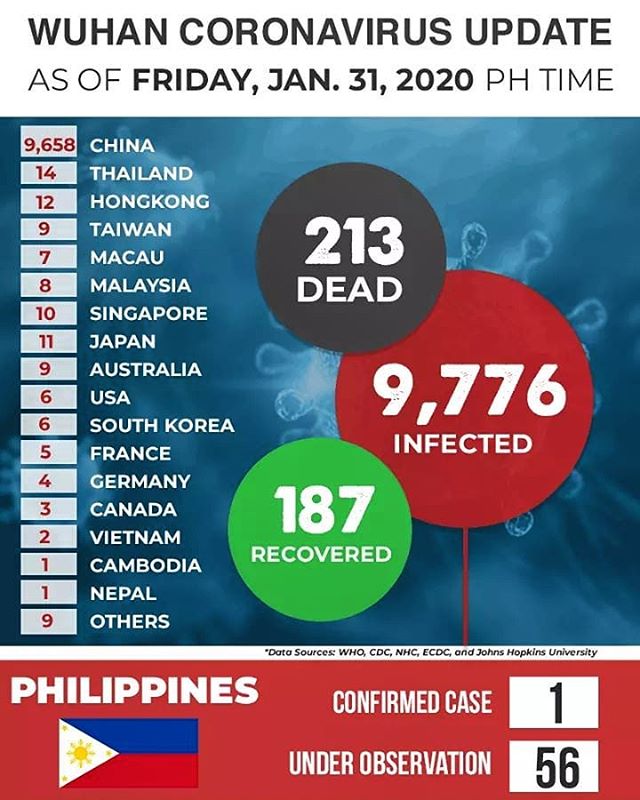 WUHAN CORONAVIRUS UPDATE
AS OF FRIDAY, JAN. 31, 2020 PH TIME
9,658 CHINA
14 THAILAND
12 HONGKONG
9 TAIWAN
7 MACAU
8 MALAYSIA
10 SINGAPORE
11 JAPAN
9 AUSTRALIA
6 USA
6 SOUTH KOREA
5 FRANCE
4 GERMANY
3 CANADA
2 VIETNAM
1 CAMBODIA
1 NEPAL
9 OTHERS
213
DEAD
9,776
INFECTED
187
RECOVERED
*Data Sources: WHO, CDC, NHC, ECDC, and Johns Hopkins University
PHILIPPINES
CONFIRMED CASE 1
UNDER OBSERVATION 56